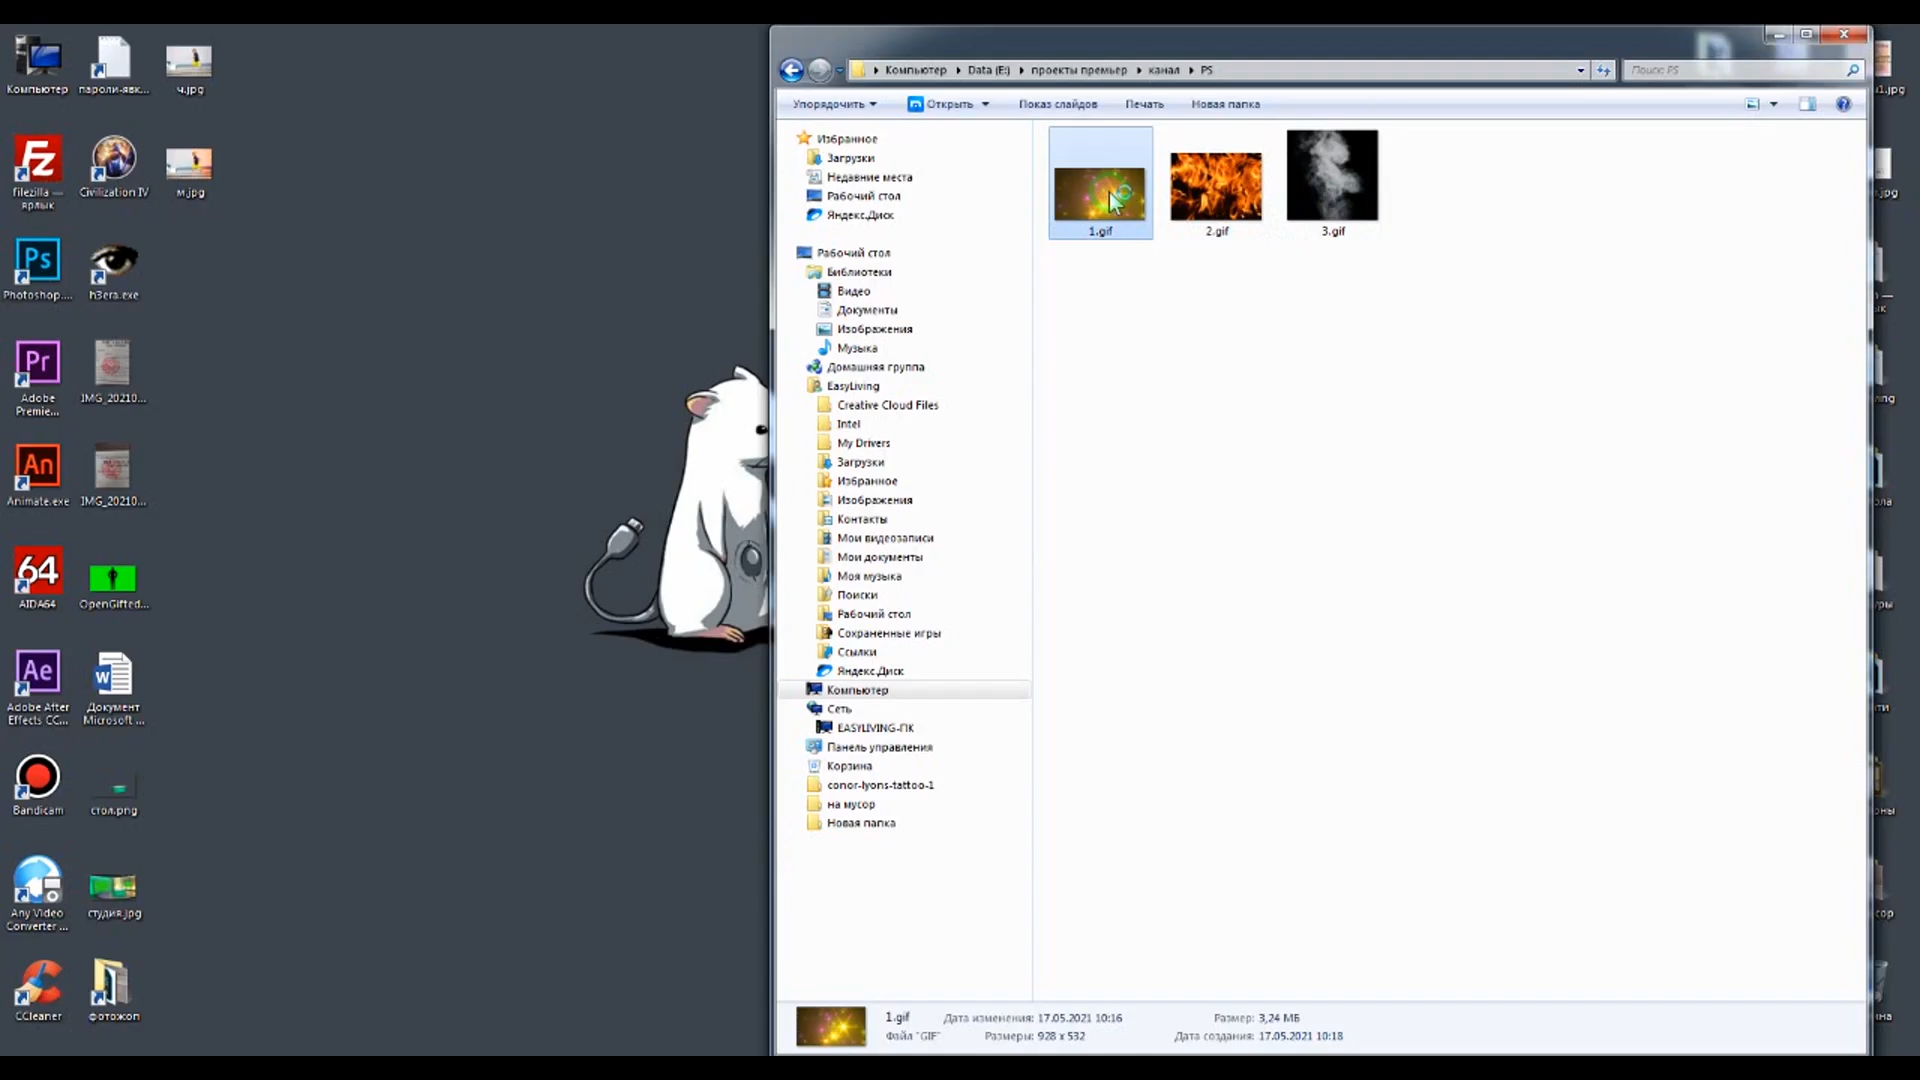 Компьютер
пароли-явк...
ч.jpg
filezilla —
ярлык
Civilization IV
м.jpg
Ps
Photoshop....
h3era.exe
Pr
Adobe
Premie...
IMG_20210...
An
Animate.exe
IMG_20210...
64
AIDA64
OpenGifted...
Ae
Adobe After
Effects CC...
Документ
Microsoft ...
Bandicam
стол.png
Any Video
Converter ...
студия.jpg
CCleaner
фотожоп
Компьютер
Data (E:)
проекты премьер
канал
PS
Поиск: PS
Упорядочить
Открыть
Показ слайдов
Печать
Новая папка
Избранное
Загрузки
Недавние места
Рабочий стол
Яндекс.Диск
Рабочий стол
Библиотеки
Видео
Документы
Изображения
Музыка
Домашняя группа
EasyLiving
Creative Cloud Files
Intel
My Drivers
Загрузки
Избранное
Изображения
Контакты
Мои видеозаписи
Мои документы
Моя музыка
Поиски
Рабочий стол
Сохраненные игры
Ссылки
Яндекс.Диск
Компьютер
Сеть
EASYLIVING-ПК
Панель управления
Корзина
conor-lyons-tattoo-1
на мусор
Новая папка
1.gif
2.gif
3.gif
1.gif
Дата изменения: 17.05.2021 10:16
Размер: 3,24 МБ
Файл "GIF"
Размеры: 928 x 532
Дата создания: 17.05.2021 10:18